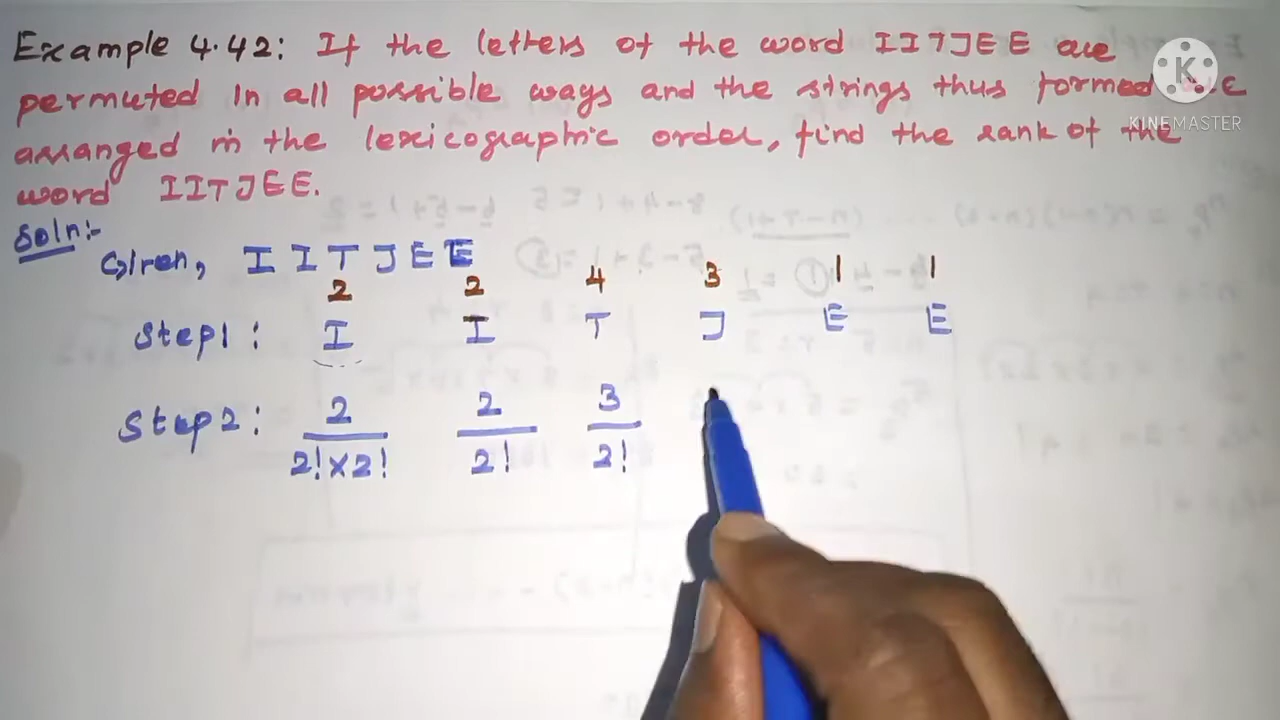 Example 4.42: If the letters of the word IITJEE are
permuted in all possible ways and the strings thus formed
arranged in the lexicographic order, find the rank of the
word IITJEE.
Soln:-
Given, IITJEE
2 2 4 3 1 1
Step1: I I T J E E
Step2: 2/2!×2! 2/2! 3/2!
K
KINEMASTER